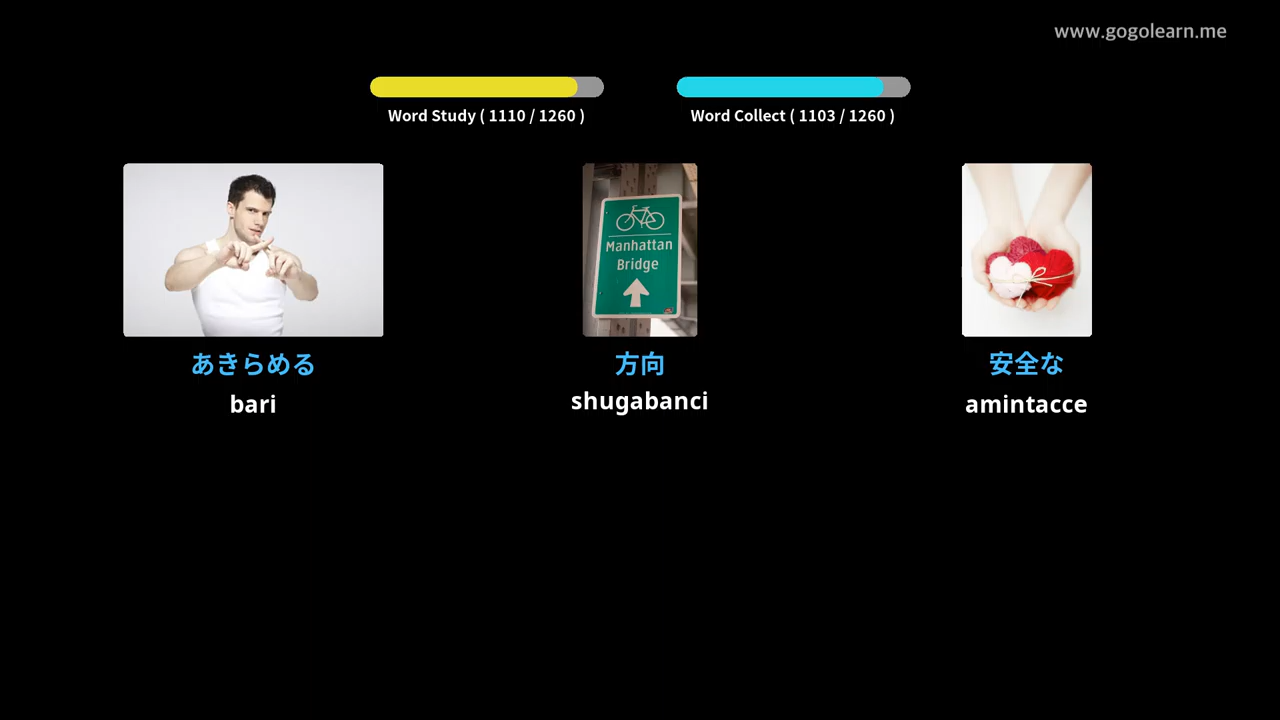 www.gogolearn.me
Word Study ( 1110 / 1260 )
Word Collect ( 1103 / 1260 )
Manhattan
Bridge
あきらめる
方向
安全な
bari
shugabanci
amintacce